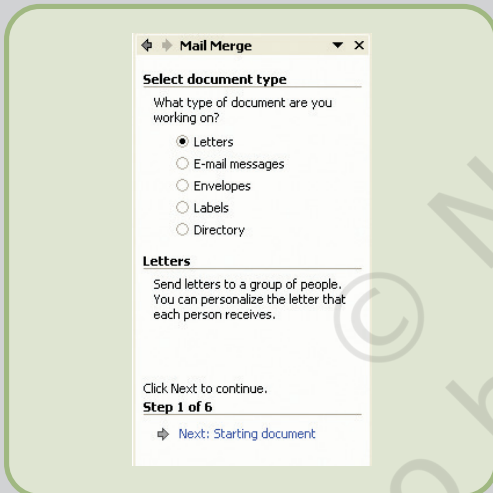 Mail Merge
Select document type
What type of document are you
working on?
Letters
E-mail messages
Envelopes
Labels
Directory
Letters
Send letters to a group of people.
You can personalize the letter that
each person receives.
Click Next to continue.
Step 1 of 6
Next: Starting document
©